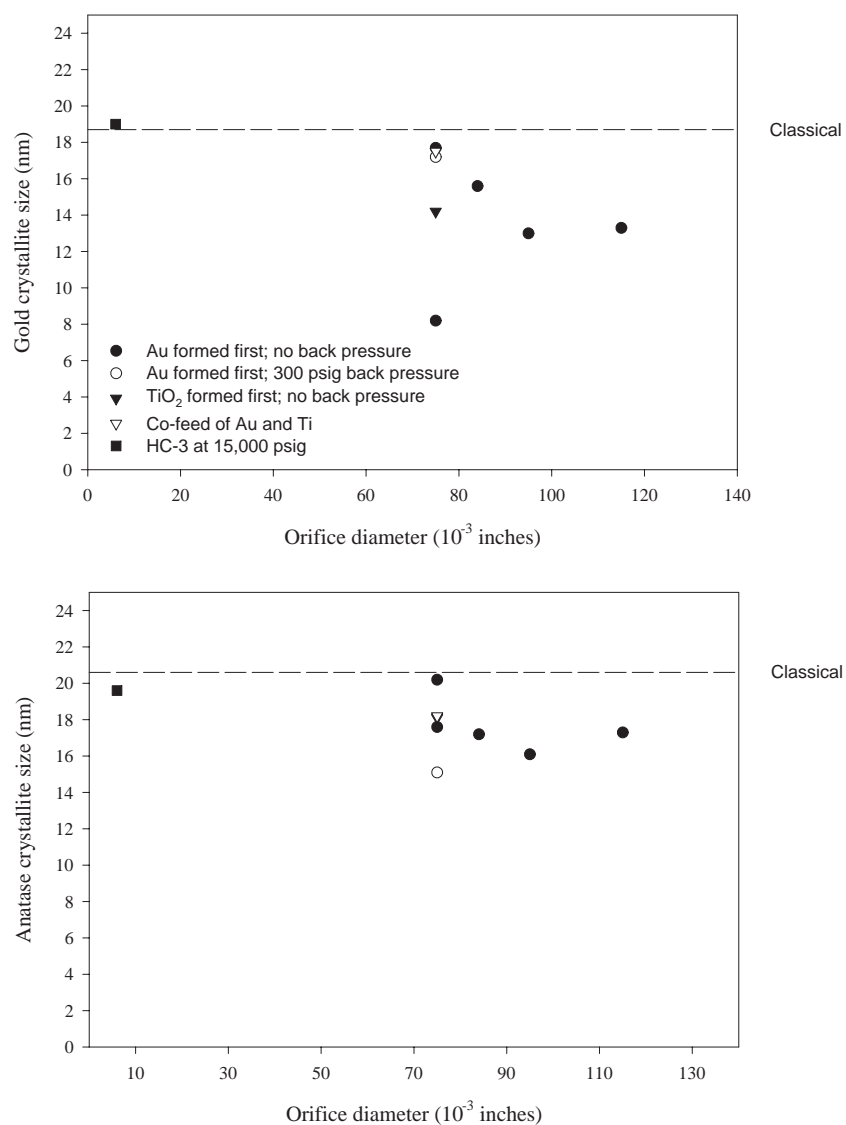 24
22
20
18
16
14
12
10
8
6
4
2
0
Gold crystallite size (nm)
Classical
Au formed first; no back pressure
Au formed first; 300 psig back pressure
TiO2 formed first; no back pressure
Co-feed of Au and Ti
HC-3 at 15,000 psig
0 20 40 60 80 100 120 140
Orifice diameter (10-3 inches)
24
22
20
18
16
14
12
10
8
6
4
2
0
Anatase crystallite size (nm)
Classical
10 30 50 70 90 110 130
Orifice diameter (10-3 inches)